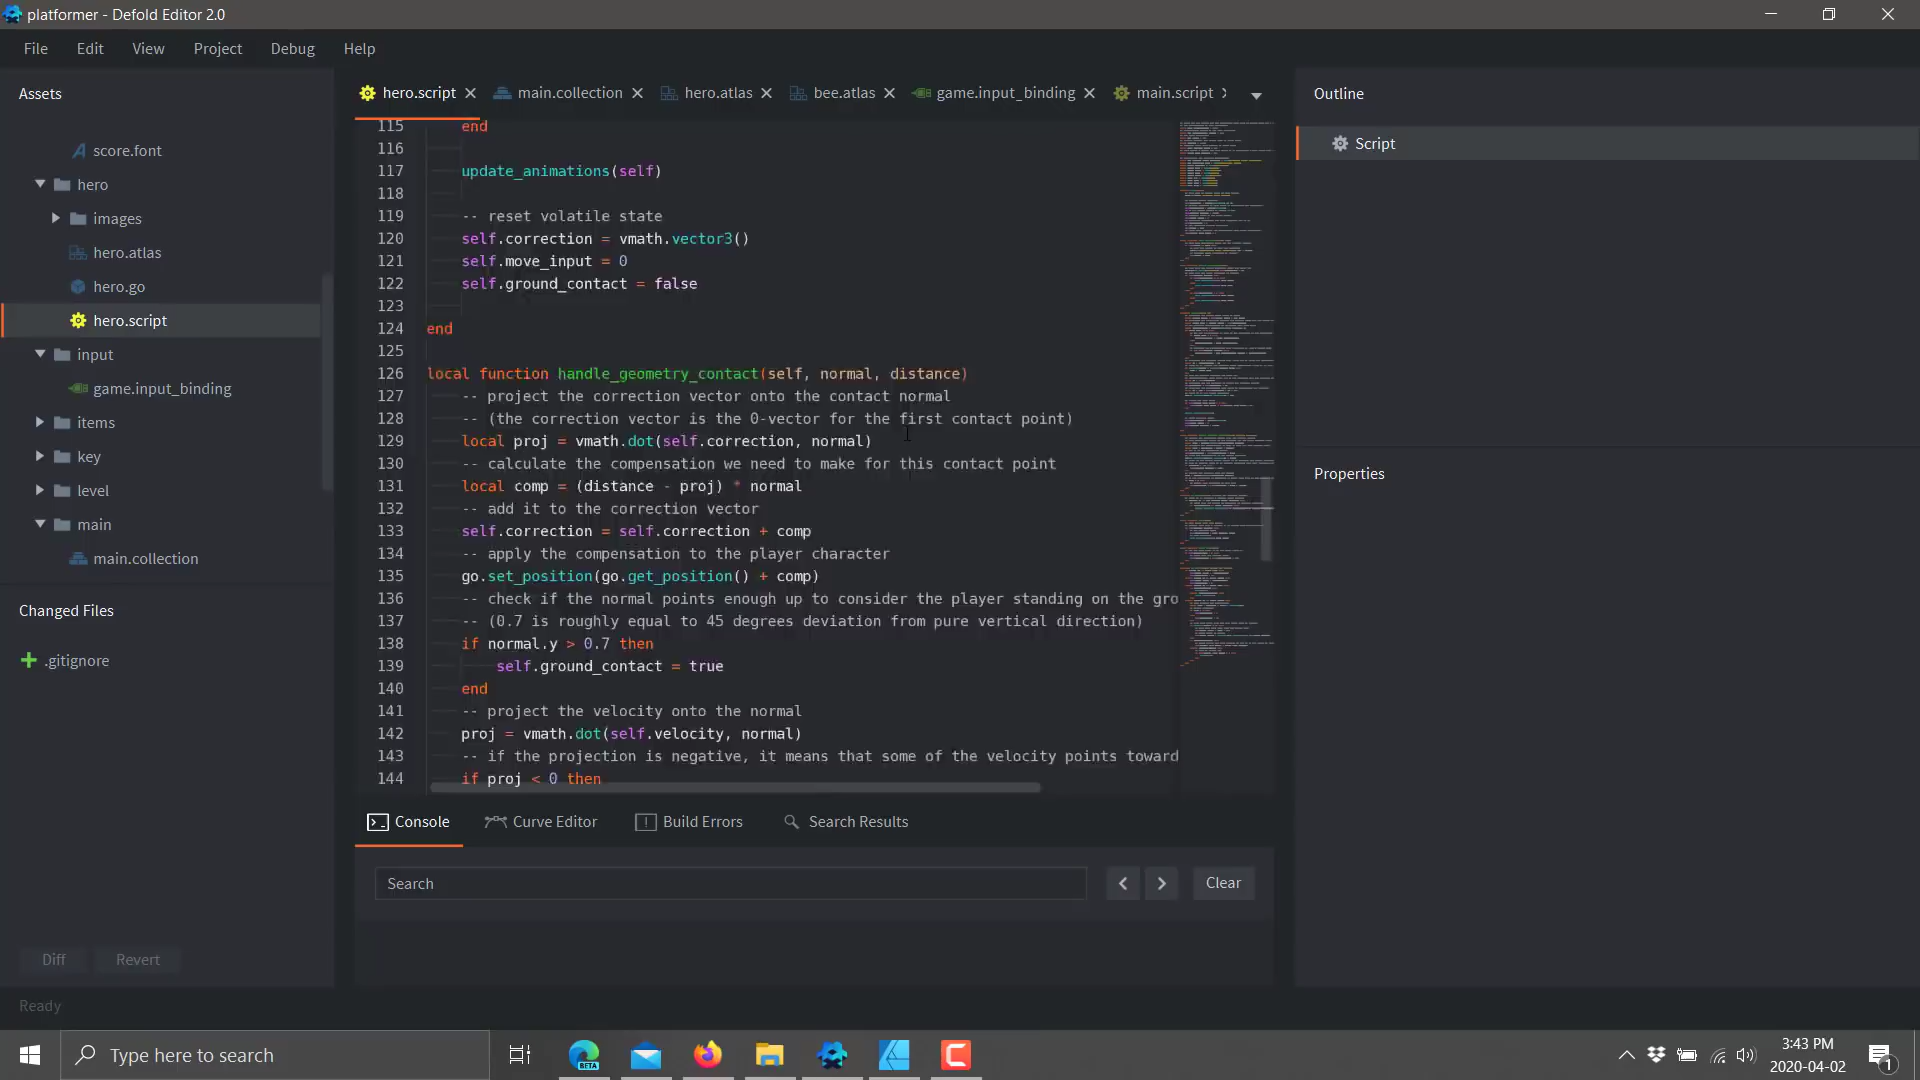 platformer - Defold Editor 2.0
File Edit View Project Debug Help
Assets
score.font
hero
images
hero.atlas
hero.go
hero.script
input
game.input_binding
items
key
level
main
main.collection
Changed Files
.gitignore
Diff Revert
Ready
hero.script main.collection hero.atlas bee.atlas game.input_binding main.script
115 end
116
117 update_animations(self)
118
119 -- reset volatile state
120 self.correction = vmath.vector3()
121 self.move_input = 0
122 self.ground_contact = false
123
124 end
125
126 local function handle_geometry_contact(self, normal, distance)
127 -- project the correction vector onto the contact normal
128 -- (the correction vector is the 0-vector for the first contact point)
129 local proj = vmath.dot(self.correction, normal)
130 -- calculate the compensation we need to make for this contact point
131 local comp = (distance - proj) * normal
132 -- add it to the correction vector
133 self.correction = self.correction + comp
134 -- apply the compensation to the player character
135 go.set_position(go.get_position() + comp)
136 -- check if the normal points enough up to consider the player standing on the gro
137 -- (0.7 is roughly equal to 45 degrees deviation from pure vertical direction)
138 if normal.y > 0.7 then
139 self.ground_contact = true
140 end
141 -- project the velocity onto the normal
142 proj = vmath.dot(self.velocity, normal)
143 -- if the projection is negative, it means that some of the velocity points toward
144 if proj < 0 then
Console Curve Editor Build Errors Search Results
Search Clear
Outline
Script
Properties
Type here to search
BETA
3:43 PM
2020-04-02
1